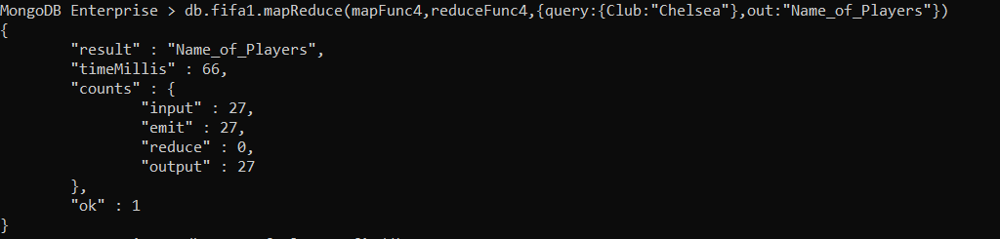 MongoDB Enterprise > db.fifa1.mapReduce(mapFunc4,reduceFunc4,{query:{Club:"Chelsea"},out:"Name_of_Players"})
{
        "result" : "Name_of_Players",
        "timeMillis" : 66,
        "counts" : {
                "input" : 27,
                "emit" : 27,
                "reduce" : 0,
                "output" : 27
        },
        "ok" : 1
}